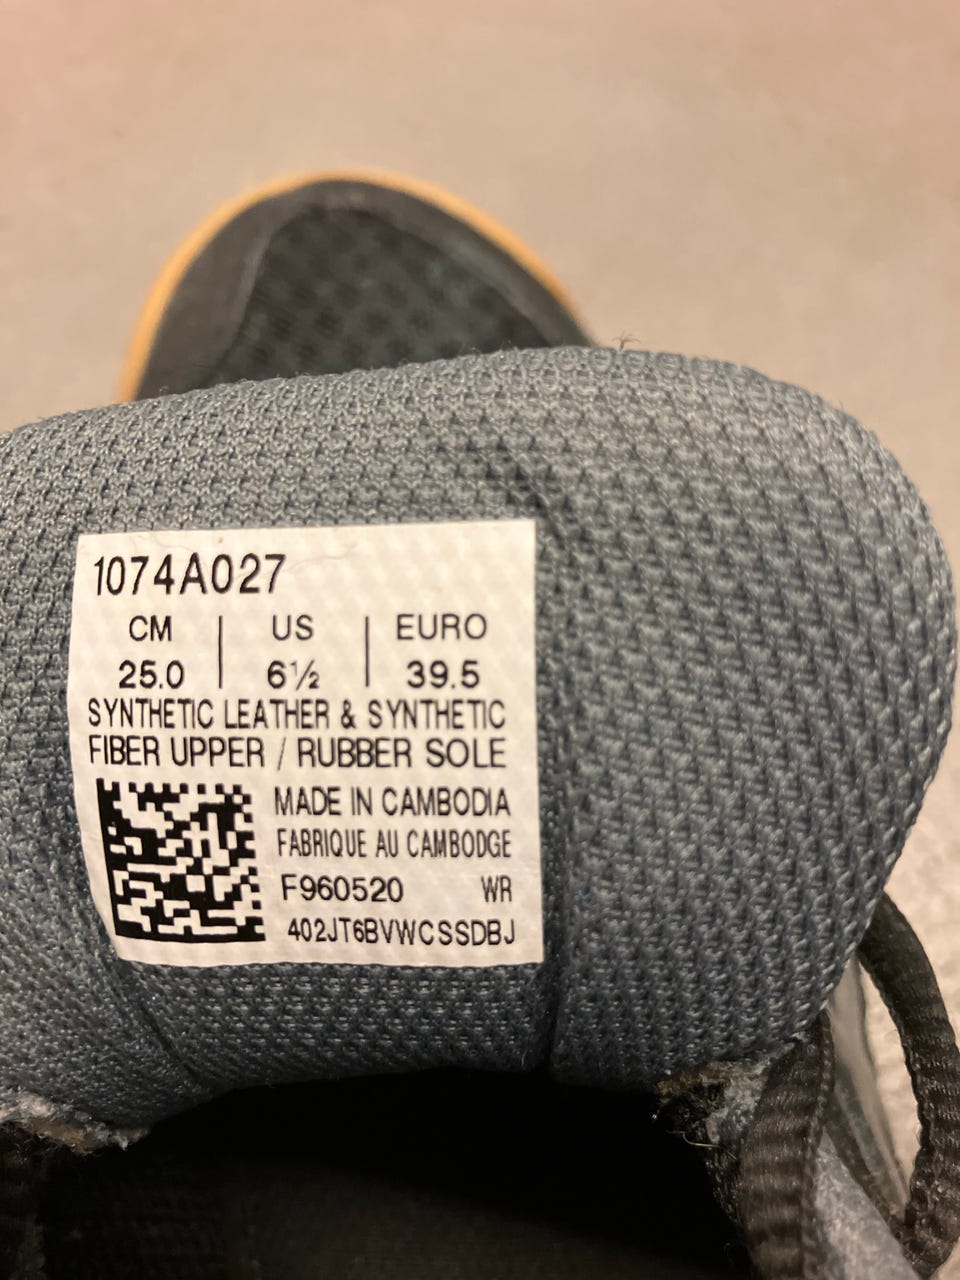 1074A027
CM | US | EURO
25.0 | 6½ | 39.5
SYNTHETIC LEATHER & SYNTHETIC
FIBER UPPER / RUBBER SOLE
MADE IN CAMBODIA
FABRIQUE AU CAMBODGE
F960520 WR
402JT6BVWCSSDBJ